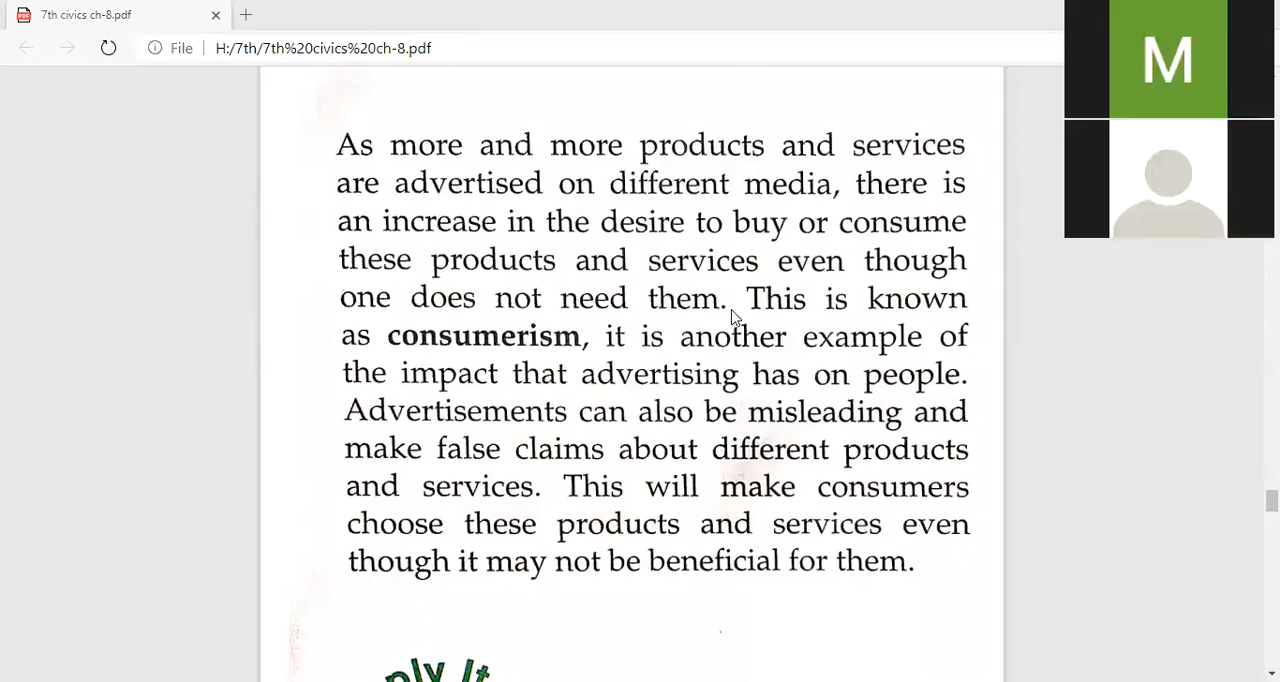 7th civics ch-8.pdf
File
H:/7th/7th%20civics%20ch-8.pdf
M
As more and more products and services
are advertised on different media, there is
an increase in the desire to buy or consume
these products and services even though
one does not need them. This is known
as consumerism, it is another example of
the impact that advertising has on people.
Advertisements can also be misleading and
make false claims about different products
and services. This will make consumers
choose these products and services even
though it may not be beneficial for them.